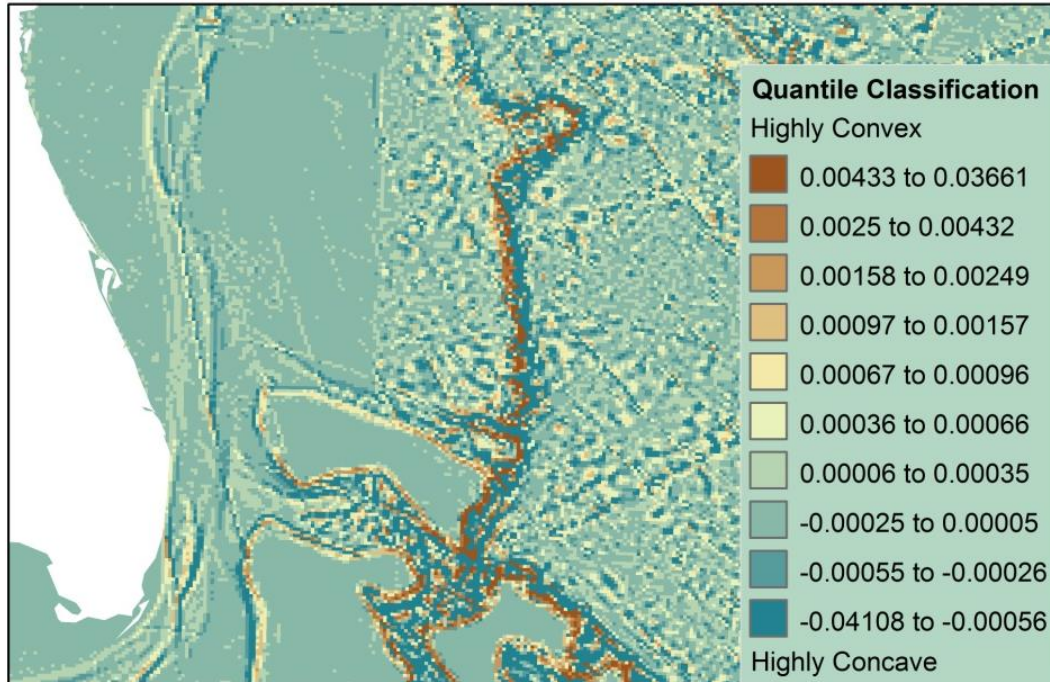 Quantile Classification
Highly Convex
0.00433 to 0.03661
0.0025 to 0.00432
0.00158 to 0.00249
0.00097 to 0.00157
0.00067 to 0.00096
0.00036 to 0.00066
0.00006 to 0.00035
-0.00025 to 0.00005
-0.00055 to -0.00026
-0.04108 to -0.00056
Highly Concave